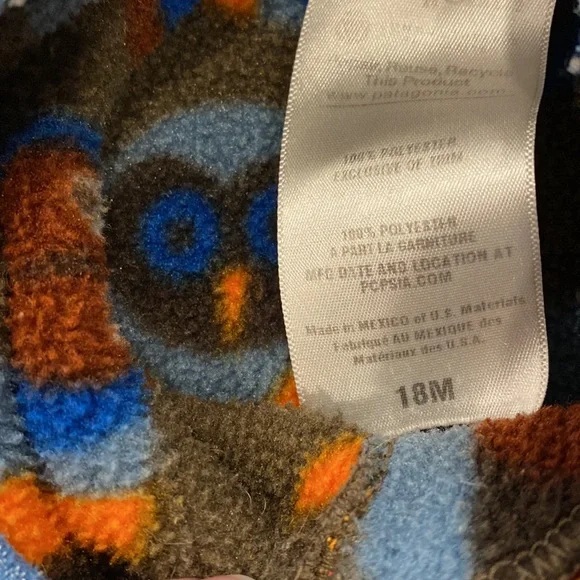 Reuse, Recycle
This Product
www.patagonia.com
100% POLYESTER
EXCLUSIVE OF TRIM
100% POLYESTER
A PART LA GARNITURE
MFG DATE AND LOCATION AT
PCPSIA.COM
Made in MEXICO of U.S. Materials
Fabriqué AU MEXIQUE des
Matériaux des U.S.A.
18M